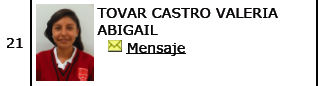 21
TOVAR CASTRO VALERIA
ABIGAIL
Mensaje